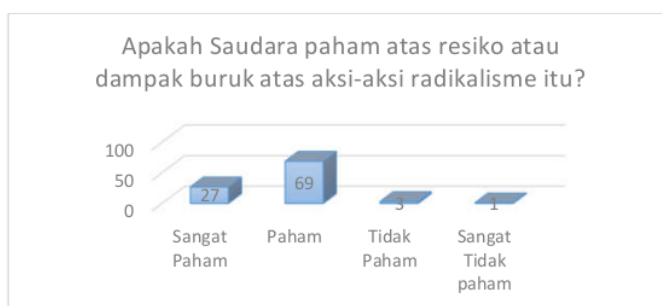 Apakah Saudara paham atas resiko atau
dampak buruk atas aksi-aksi radikalisme itu?
100
50
0
27
69
3
1
Sangat
Paham
Paham
Tidak
Paham
Sangat
Tidak
paham